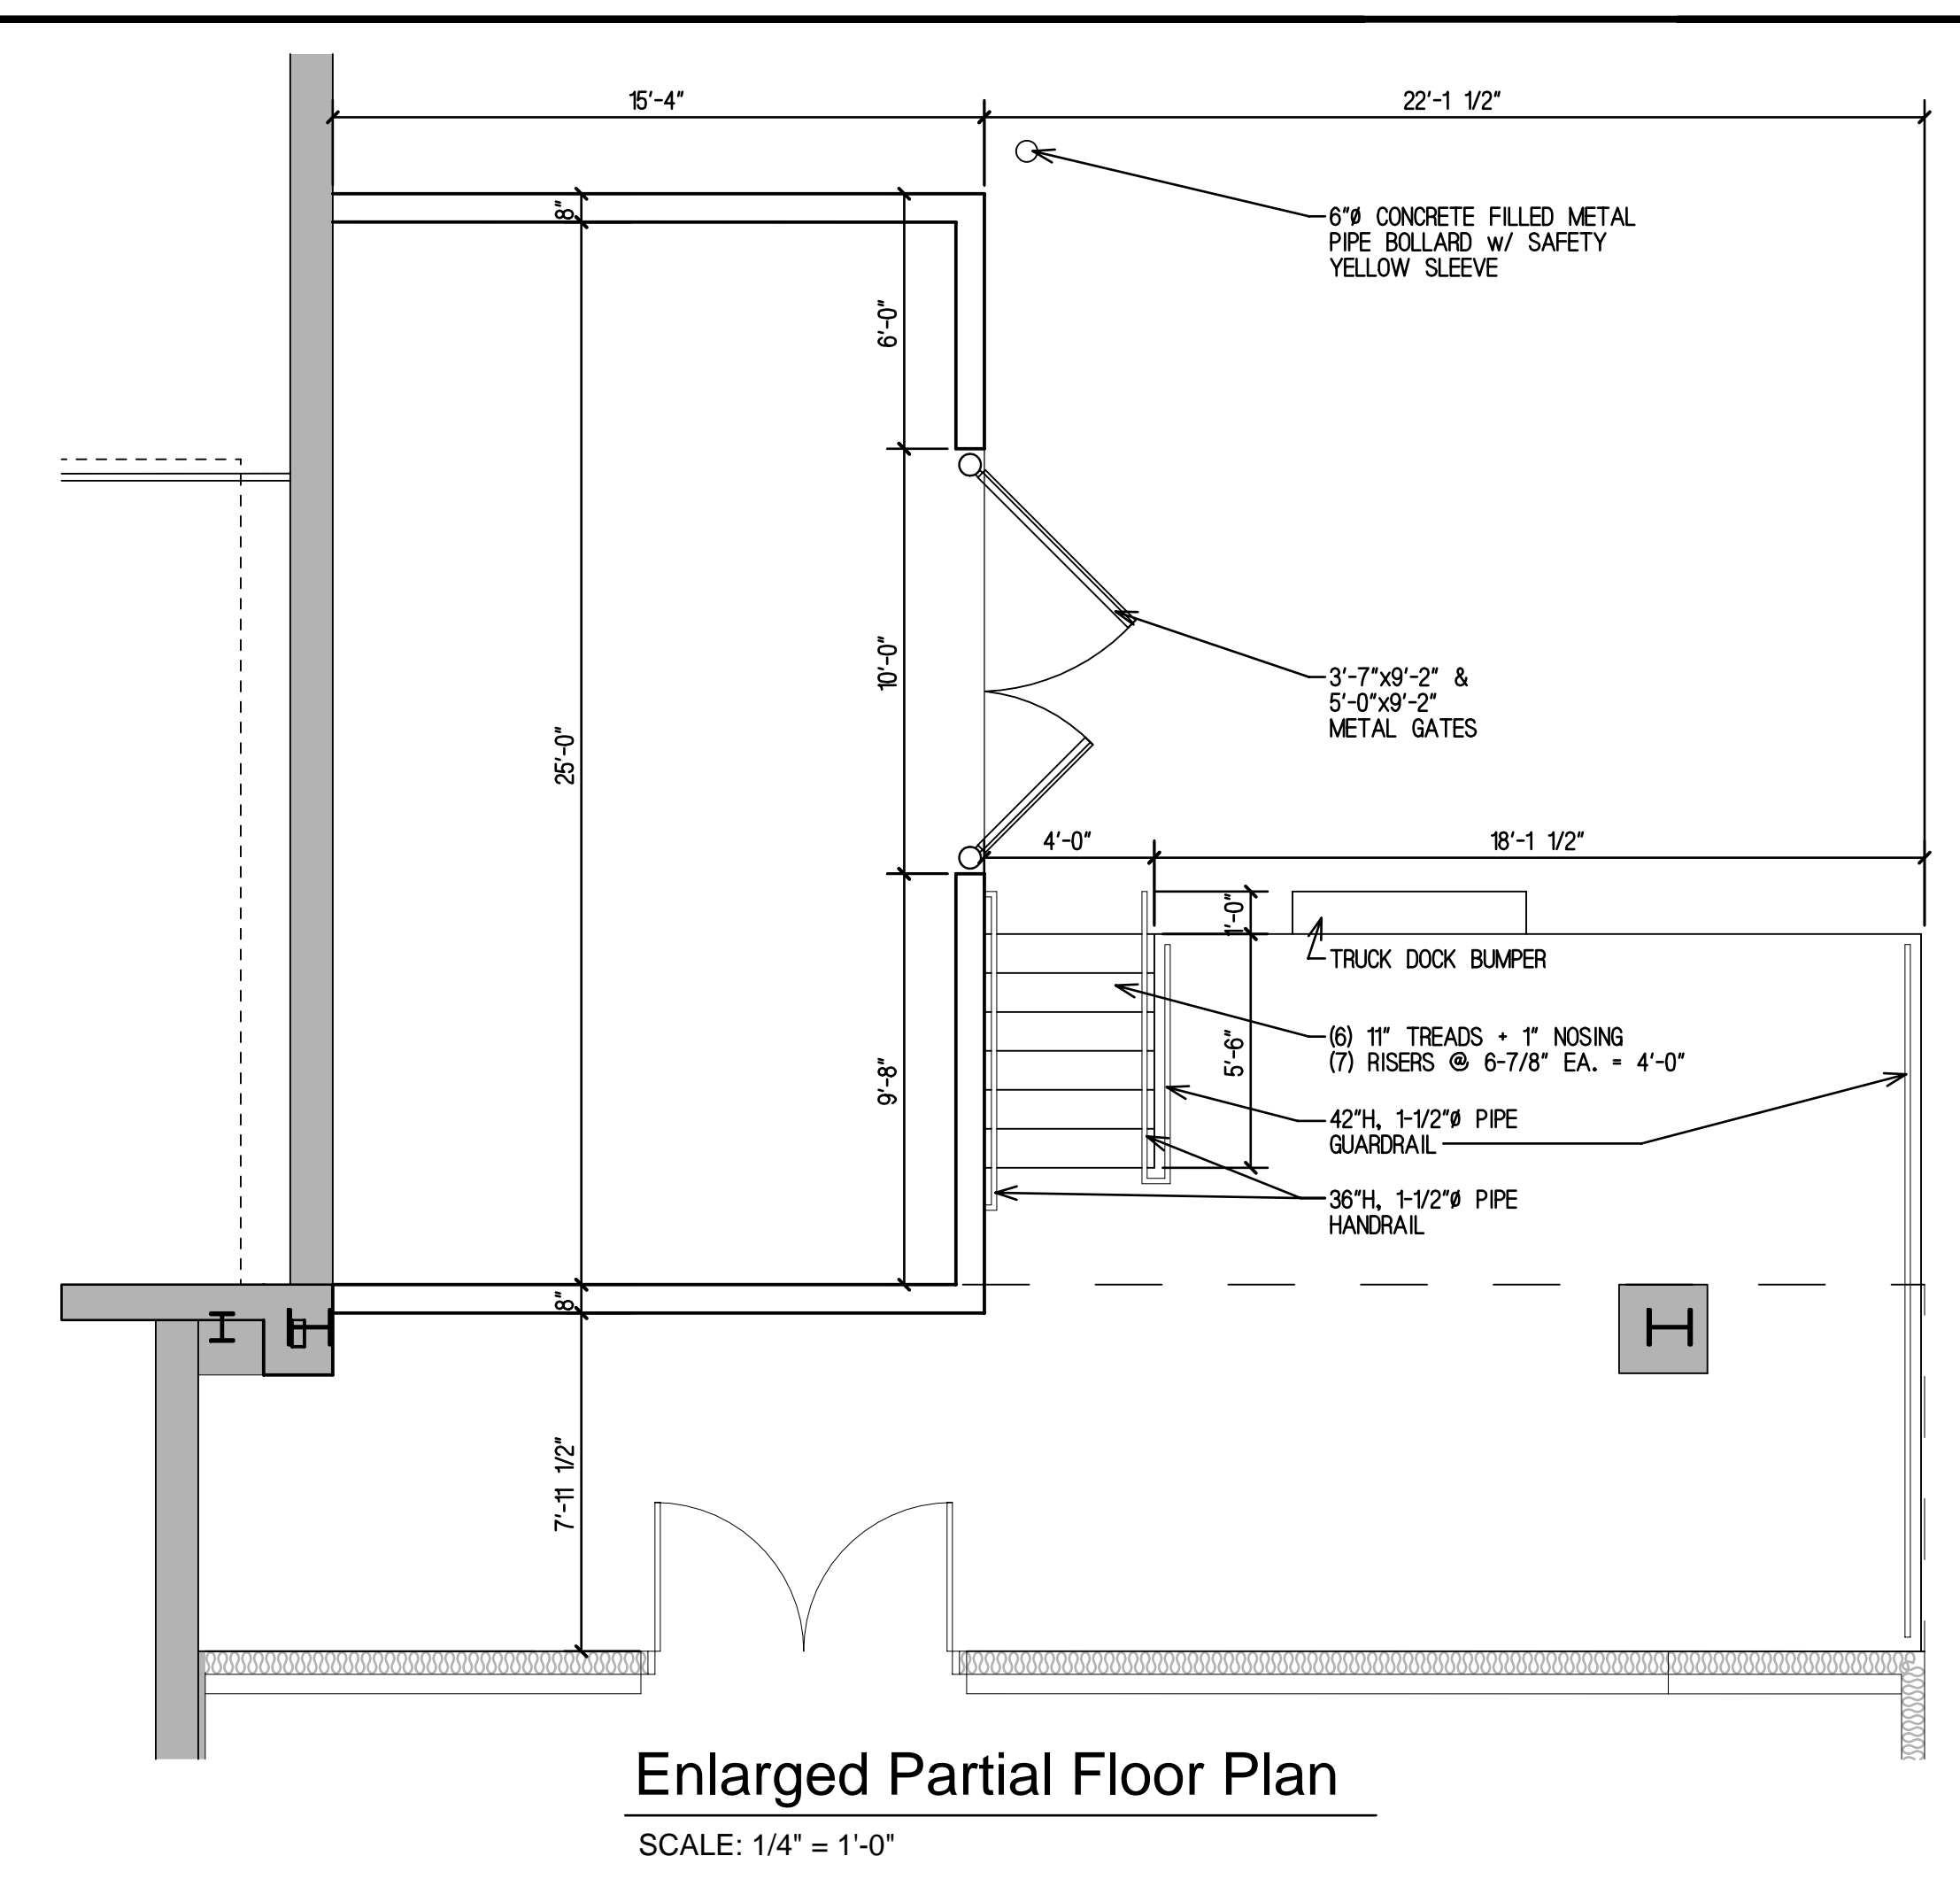 15'-4"
22'-1 1/2"
8"
6"Ø CONCRETE FILLED METAL
PIPE BOLLARD w/ SAFETY
YELLOW SLEEVE
6'-0"
10'-0"
3'-7"x9'-2" &
5'-0"x9'-2"
METAL GATES
25'-0"
4'-0"
18'-1 1/2"
1'-0"
TRUCK DOCK BUMPER
(6) 11" TREADS + 1" NOSING
(7) RISERS @ 6-7/8" EA. = 4'-0"
5'-6"
9'-8"
42"H, 1-1/2"Ø PIPE
GUARDRAIL
36"H, 1-1/2"Ø PIPE
HANDRAIL
8"
7'-11 1/2"
Enlarged Partial Floor Plan
SCALE: 1/4" = 1'-0"